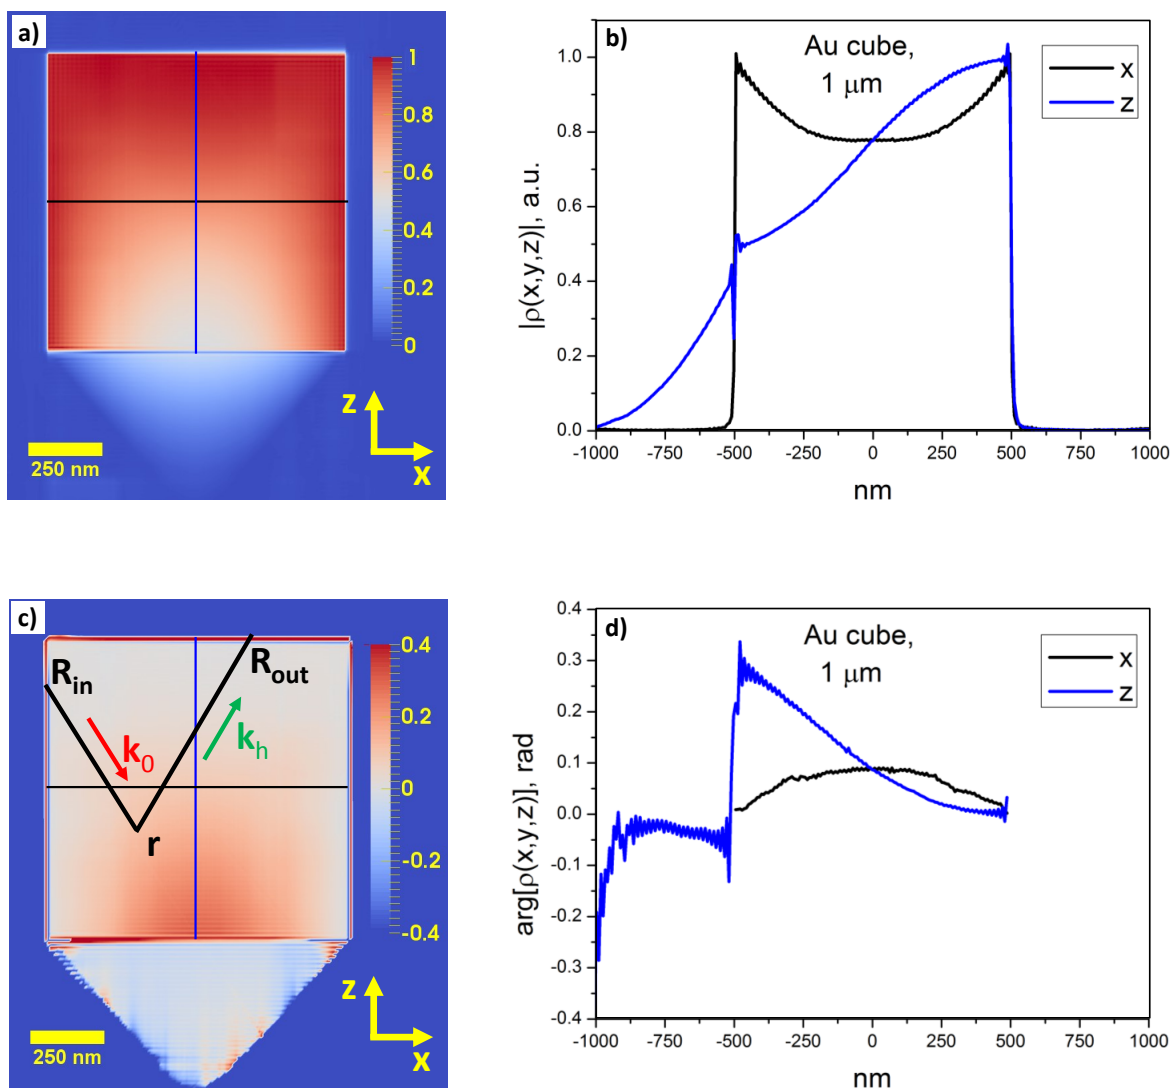 a)
1
0.8
0.6
0.4
0.2
0
z
x
250 nm
b)
Au cube,
1 μm
x
z
1.0
0.8
0.6
0.4
0.2
0.0
|ρ(x,y,z)|, a.u.
-1000 -750 -500 -250 0 250 500 750 1000
nm
c)
R_in
R_out
k_0
k_h
r
0.4
0.2
0
-0.2
-0.4
z
x
250 nm
d)
Au cube,
1 μm
x
z
0.4
0.3
0.2
0.1
0.0
-0.1
-0.2
-0.3
-0.4
arg[ρ(x,y,z)], rad
-1000 -750 -500 -250 0 250 500 750 1000
nm